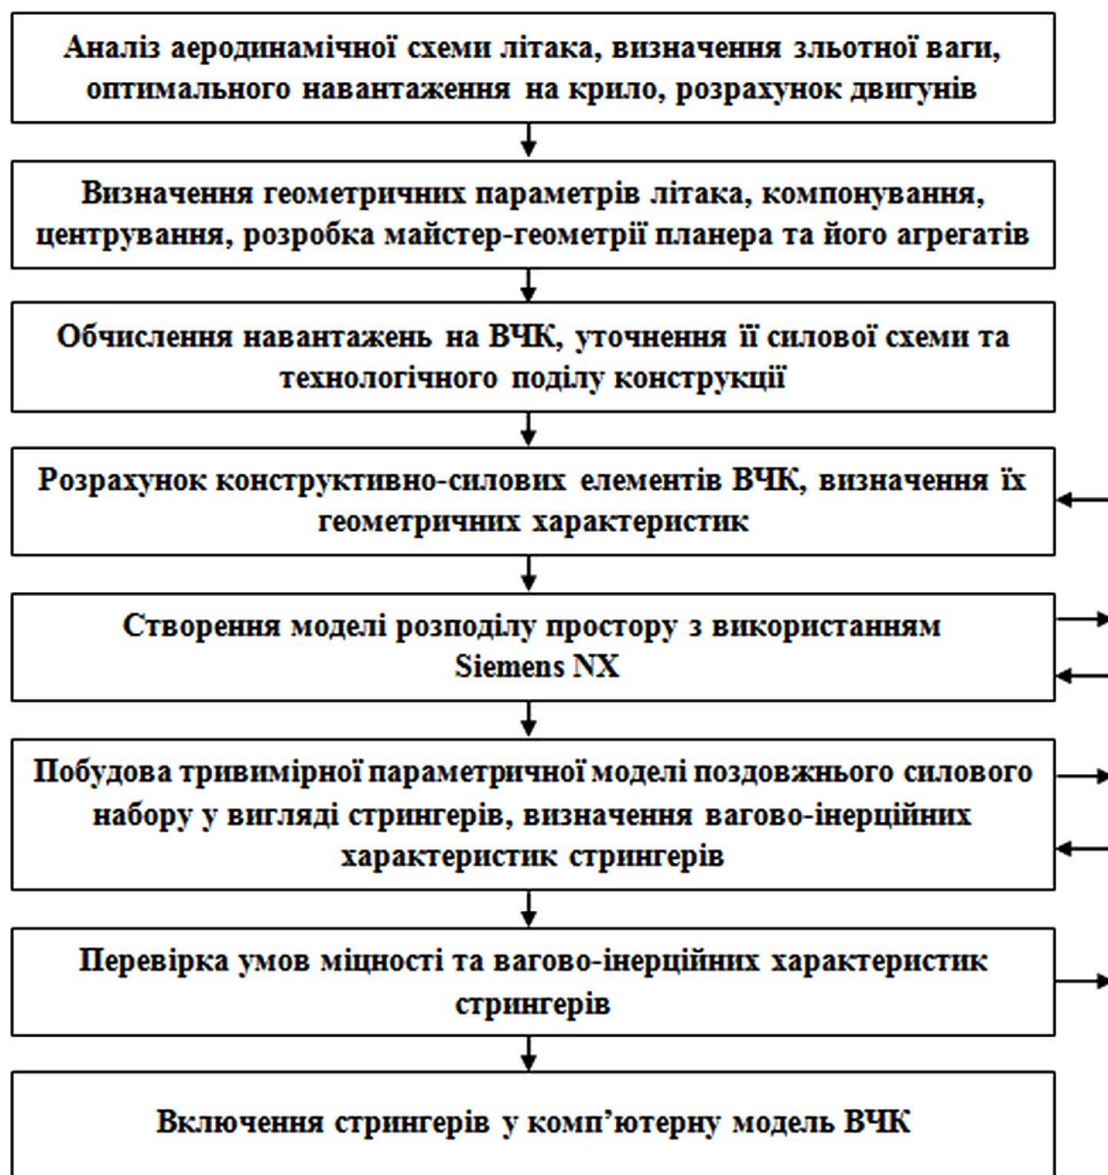 Аналіз аеродинамічної схеми літака, визначення зльотної ваги,
оптимального навантаження на крило, розрахунок двигунів
Визначення геометричних параметрів літака, компонування,
центрування, розробка майстер-геометрії планера та його агрегатів
Обчислення навантажень на ВЧК, уточнення її силової схеми та
технологічного поділу конструкції
Розрахунок конструктивно-силових елементів ВЧК, визначення їх
геометричних характеристик
Створення моделі розподілу простору з використанням
Siemens NX
Побудова тривимірної параметричної моделі поздовжнього силового
набору у вигляді стрингерів, визначення вагово-інерційних
характеристик стрингерів
Перевірка умов міцності та вагово-інерційних характеристик
стрингерів
Включення стрингерів у комп’ютерну модель ВЧК